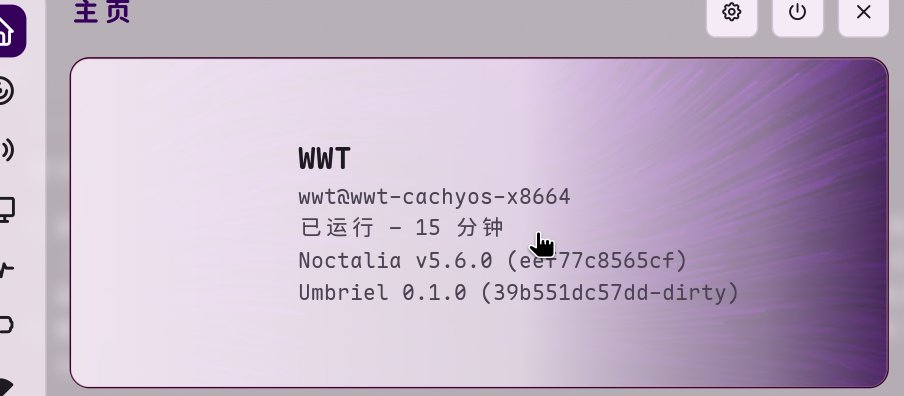 主页
WWT
wwt@wwt-cachyos-x8664
已运行 - 15 分钟
Noctalia v5.6.0 (eef77c8565cf)
Umbriel 0.1.0 (39b551dc57dd-dirty)